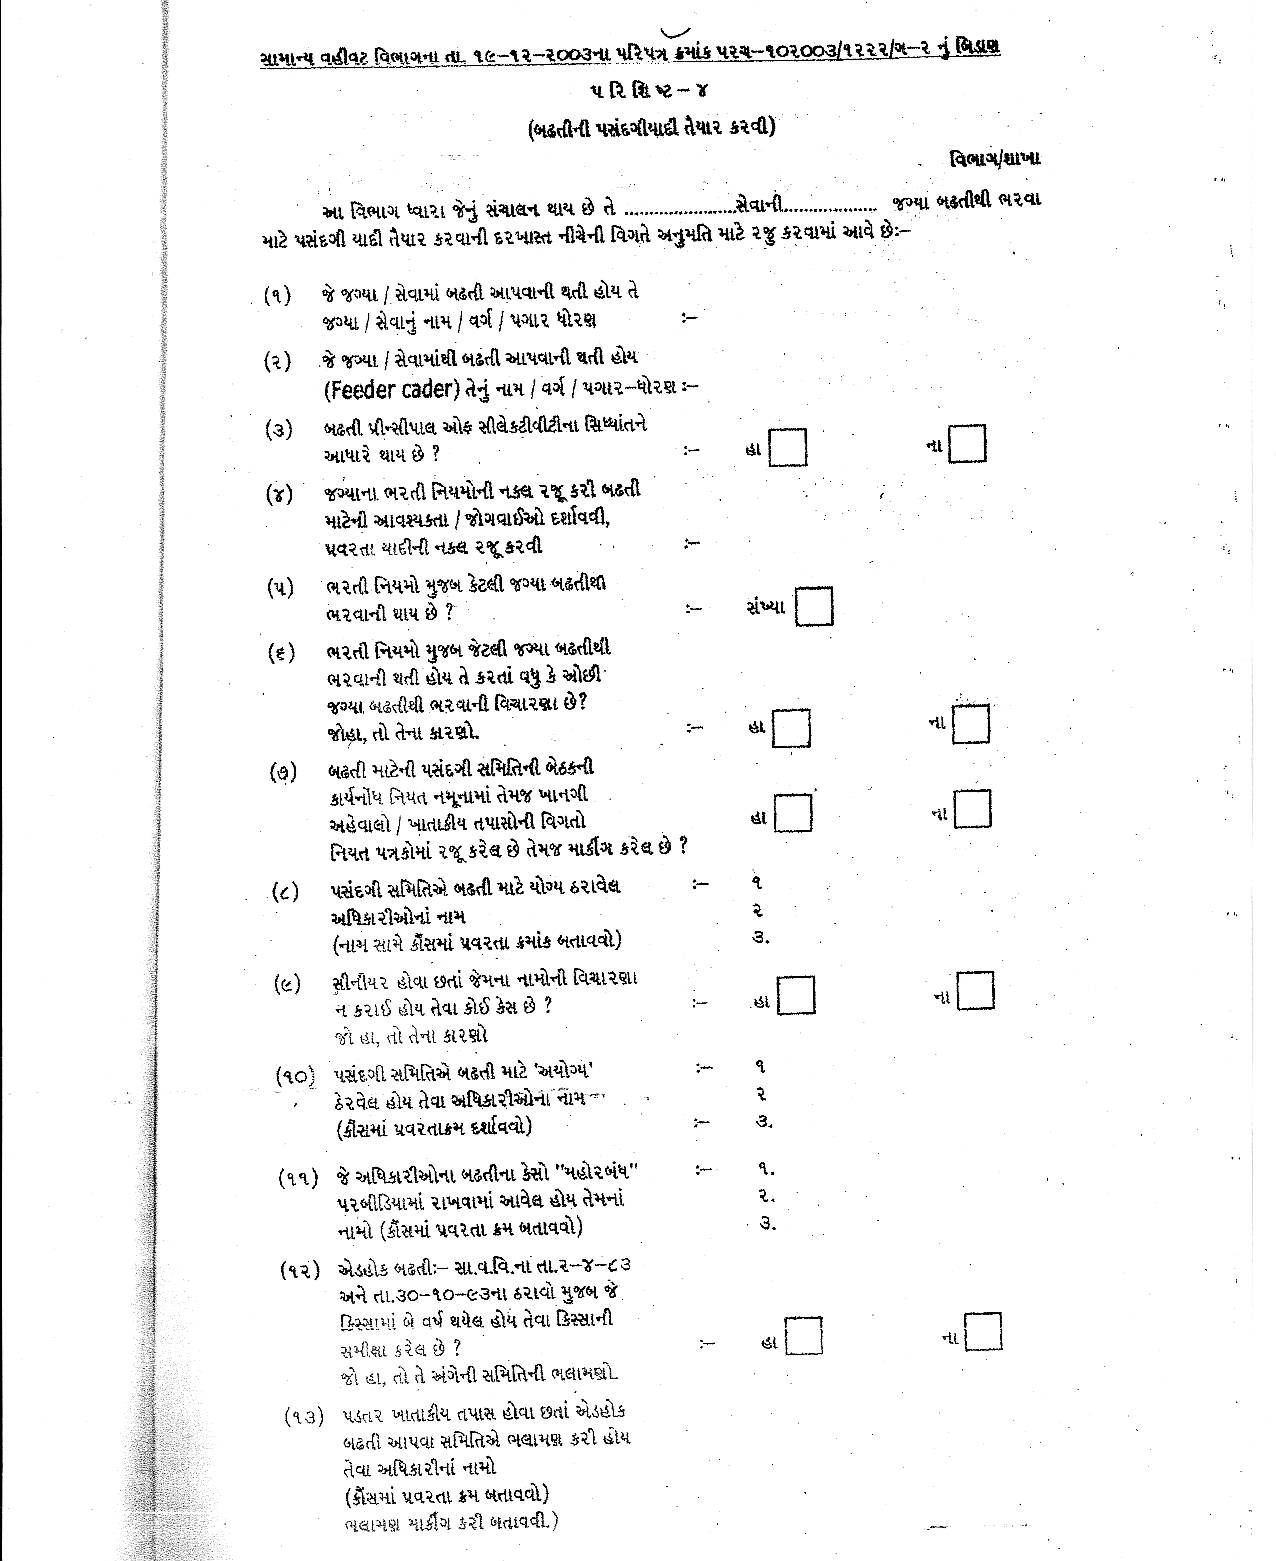 સામાન્ય વહીવટ વિભાગના તા. ૧૯-૧૨-૨૦૦૩ના પરિપત્ર ક્રમાંક પરચ-૧૦૨૦૦૩/૧૨૨૨/ગ-૨ નું બિડાણ
પરિશિષ્ટ-૪
(બઢતીની પસંદગીયાદી તૈયાર કરવી)
વિભાગ/શાખા
આ વિભાગ ધ્વારા જેનું સંચાલન થાય છે તે ......................સેવાની.................. જગ્યા બઢતીથી ભરવા
માટે પસંદગી યાદી તૈયાર કરવાની દરખાસ્ત નીચેની વિગતે અનુમતિ માટે રજુ કરવામાં આવે છેઃ-
(૧) જે જગ્યા / સેવામાં બઢતી આપવાની થતી હોય તે
જગ્યા / સેવાનું નામ / વર્ગ / પગાર ધોરણ :-
(૨) જે જગ્યા / સેવામાંથી બઢતી આપવાની થતી હોય
(Feeder cader) તેનું નામ / વર્ગ / પગાર-ધોરણ :-
(૩) બઢતી પ્રીન્સીપાલ ઓફ સીલેકટીવીટીના સિધ્ધાંતને
આધારે થાય છે ? :- હા ના
(૪) જગ્યાના ભરતી નિયમોની નકલ રજૂ કરી બઢતી
માટેની આવશ્યકતા / જોગવાઈઓ દર્શાવવી,
પ્રવરતા યાદીની નકલ રજૂ કરવી :-
(૫) ભરતી નિયમો મુજબ કેટલી જગ્યા બઢતીથી
ભરવાની થાય છે ? :- સંખ્યા
(૬) ભરતી નિયમો મુજબ જેટલી જગ્યા બઢતીથી
ભરવાની થતી હોય તે કરતાં વધુ કે ઓછી
જગ્યા બઢતીથી ભરવાની વિચારણા છે?
જોહા, તો તેના કારણો. :- હા ના
(૭) બઢતી માટેની પસંદગી સમિતિની બેઠકની
કાર્યનોંધ નિયત નમૂનામાં તેમજ ખાનગી
અહેવાલો / ખાતાકીય તપાસોની વિગતો હા ના
નિયત પત્રકોમાં રજૂ કરેલ છે તેમજ માર્કીગ કરેલ છે ?
(૮) પસંદગી સમિતિએ બઢતી માટે યોગ્ય ઠરાવેલ :- ૧
અધિકારીઓનાં નામ ૨
(નામ સામે કૌંસમાં પ્રવરતા ક્રમાંક બતાવવો) ૩.
(૯) સીનીયર હોવા છતાં જેમના નામોની વિચારણા
ન કરાઈ હોય તેવા કોઈ કેસ છે ? :- હા ના
જો હા, તો તેના કારણો
(૧૦) પસંદગી સમિતિએ બઢતી માટે 'અયોગ્ય' :- ૧
ઠેરવેલ હોય તેવા અધિકારીઓના નામ ૨
(કૌંસમાં પ્રવરતાક્રમ દર્શાવવો) :- ૩.
(૧૧) જે અધિકારીઓના બઢતીના કેસો "મહોરબંધ" :- ૧.
પરબીડિયામાં રાખવામાં આવેલ હોય તેમનાં ૨.
નામો (કૌંસમાં પ્રવરતા ક્રમ બતાવવો) ૩.
(૧૨) એડહોક બઢતીઃ- સા.વ.વિ.ના તા.૨-૪-૮૩
અને તા.૩૦-૧૦-૯૩ના ઠરાવો મુજબ જે
કિસ્સામાં બે વર્ષ થયેલ હોય તેવા કિસ્સાની
સમીક્ષા કરેલ છે ? :- હા ના
જો હા, તો તે અંગેની સમિતિની ભલામણો.
(૧૩) પડતર ખાતાકીય તપાસ હોવા છતાં એડહોક
બઢતી આપવા સમિતિએ ભલામણ કરી હોય
તેવા અધિકારીનાં નામો
(કૌંસમાં પ્રવરતા ક્રમ બતાવવો)
ભલામણ માર્કીગ કરી બતાવવી.)